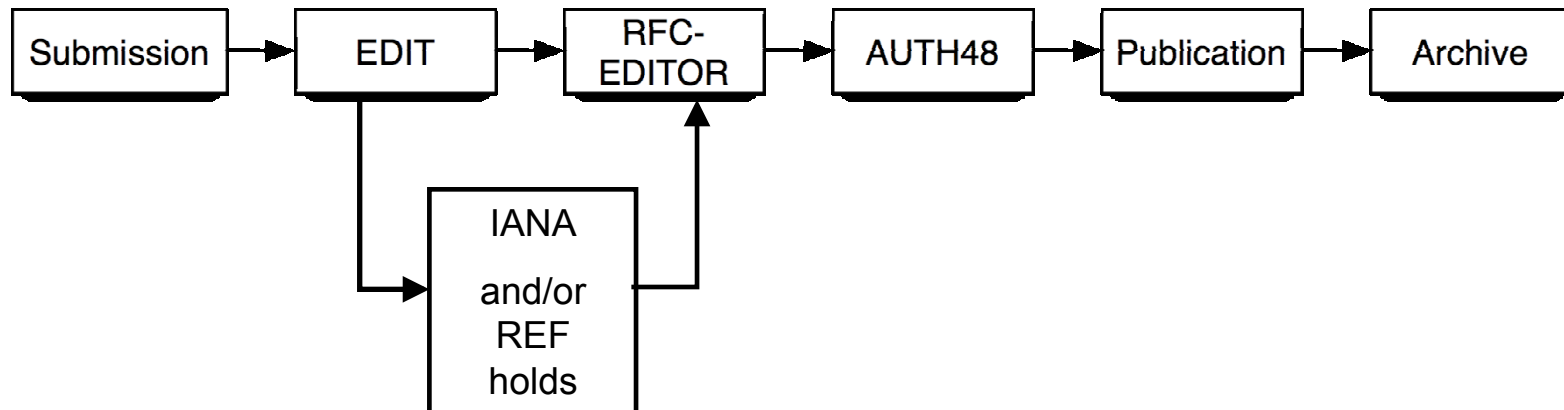 Submission
EDIT
RFC-
EDITOR
AUTH48
Publication
Archive
IANA
and/or
REF
holds